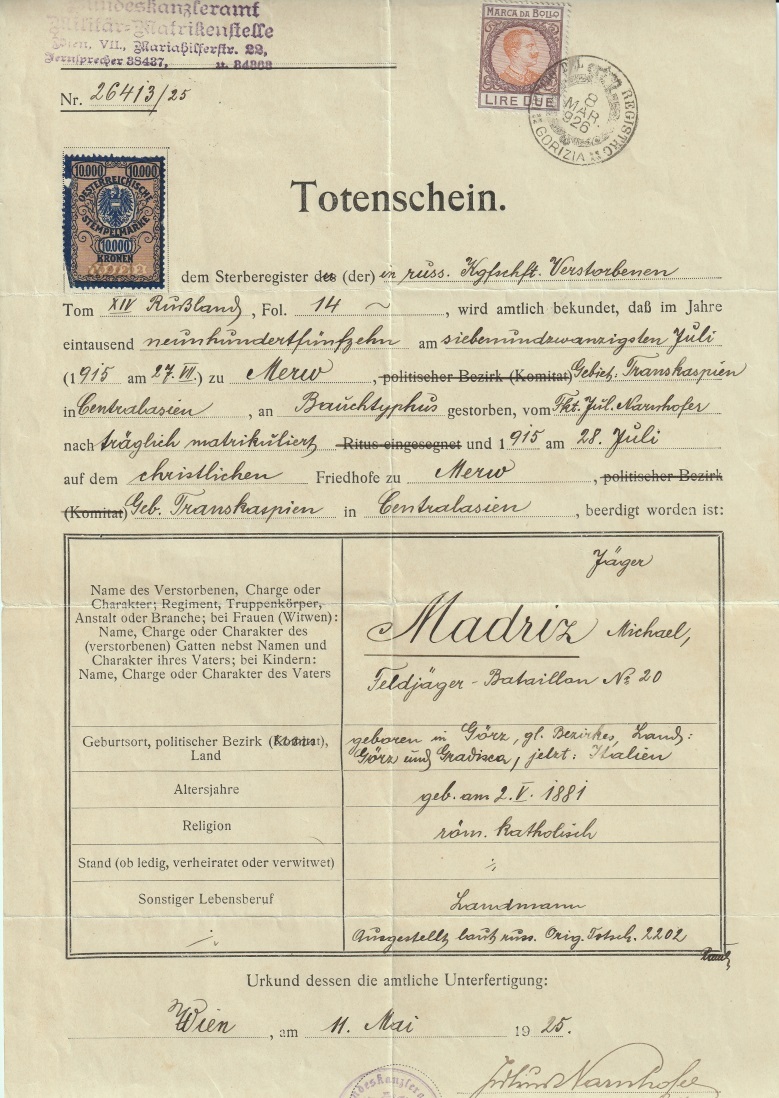 Bundeskanzleramt
Militär-Matrikenstelle
Wien, VII., Mariahilferstr. 22,
Fernsprecher 38437, u. 34363
MARCA DA BOLLO
LIRE DUE
REGISTRO
GORIZIA
8
MAR.
926
Nr. 26413/25
10.000 10.000
OESTERREICHISCHE
STEMPELMARKE
10.000
KRONEN
Totenschein.
dem Sterberegister des (der) in russ. Kgfschft. Verstorbenen
Tom XIV Rußland, Fol. 14 ~, wird amtlich bekundet, daß im Jahre
eintausend neunhundertfünfzehn am siebenundzwanzigsten Juli
(1915 am 27. VII.) zu Merw, politischer Bezirk (Komitat) Gebiet: Transkaspien
in Centralasien, an Bauchtyphus gestorben, vom Fkt. Jul. Narnhofer
nach träglich matrikuliert Ritus eingesegnet und 1915 am 28. Juli
auf dem christlichen Friedhofe zu Merw, politischer Bezirk
(Komitat) Geb. Transkaspien in Centralasien, beerdigt worden ist:
Name des Verstorbenen, Charge oder
Charakter; Regiment, Truppenkörper,
Anstalt oder Branche; bei Frauen (Witwen):
Name, Charge oder Charakter des
(verstorbenen) Gatten nebst Namen und
Charakter ihres Vaters; bei Kindern:
Name, Charge oder Charakter des Vaters
Jäger
Madriz Michael,
Feldjäger-Bataillon № 20
Geburtsort, politischer Bezirk (Komitat),
Land
geboren in Görz, gl. Bezirkes, Land:
Görz und Gradisca, jetzt: Italien
Altersjahre
geb. am 2. V. 1881
Religion
röm. katholisch
Stand (ob ledig, verheiratet oder verwitwet)
Sonstiger Lebensberuf
Landmann
Ausgestellt laut russ. Orig. Totsch. 2202
Urkund dessen die amtliche Unterfertigung:
Wien, am 11. Mai 1925.
Julius Narnhofer
Bundeskanzlera